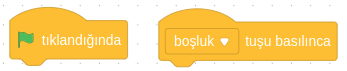 tıklandığında
boşluk ▾ tuşu basılınca